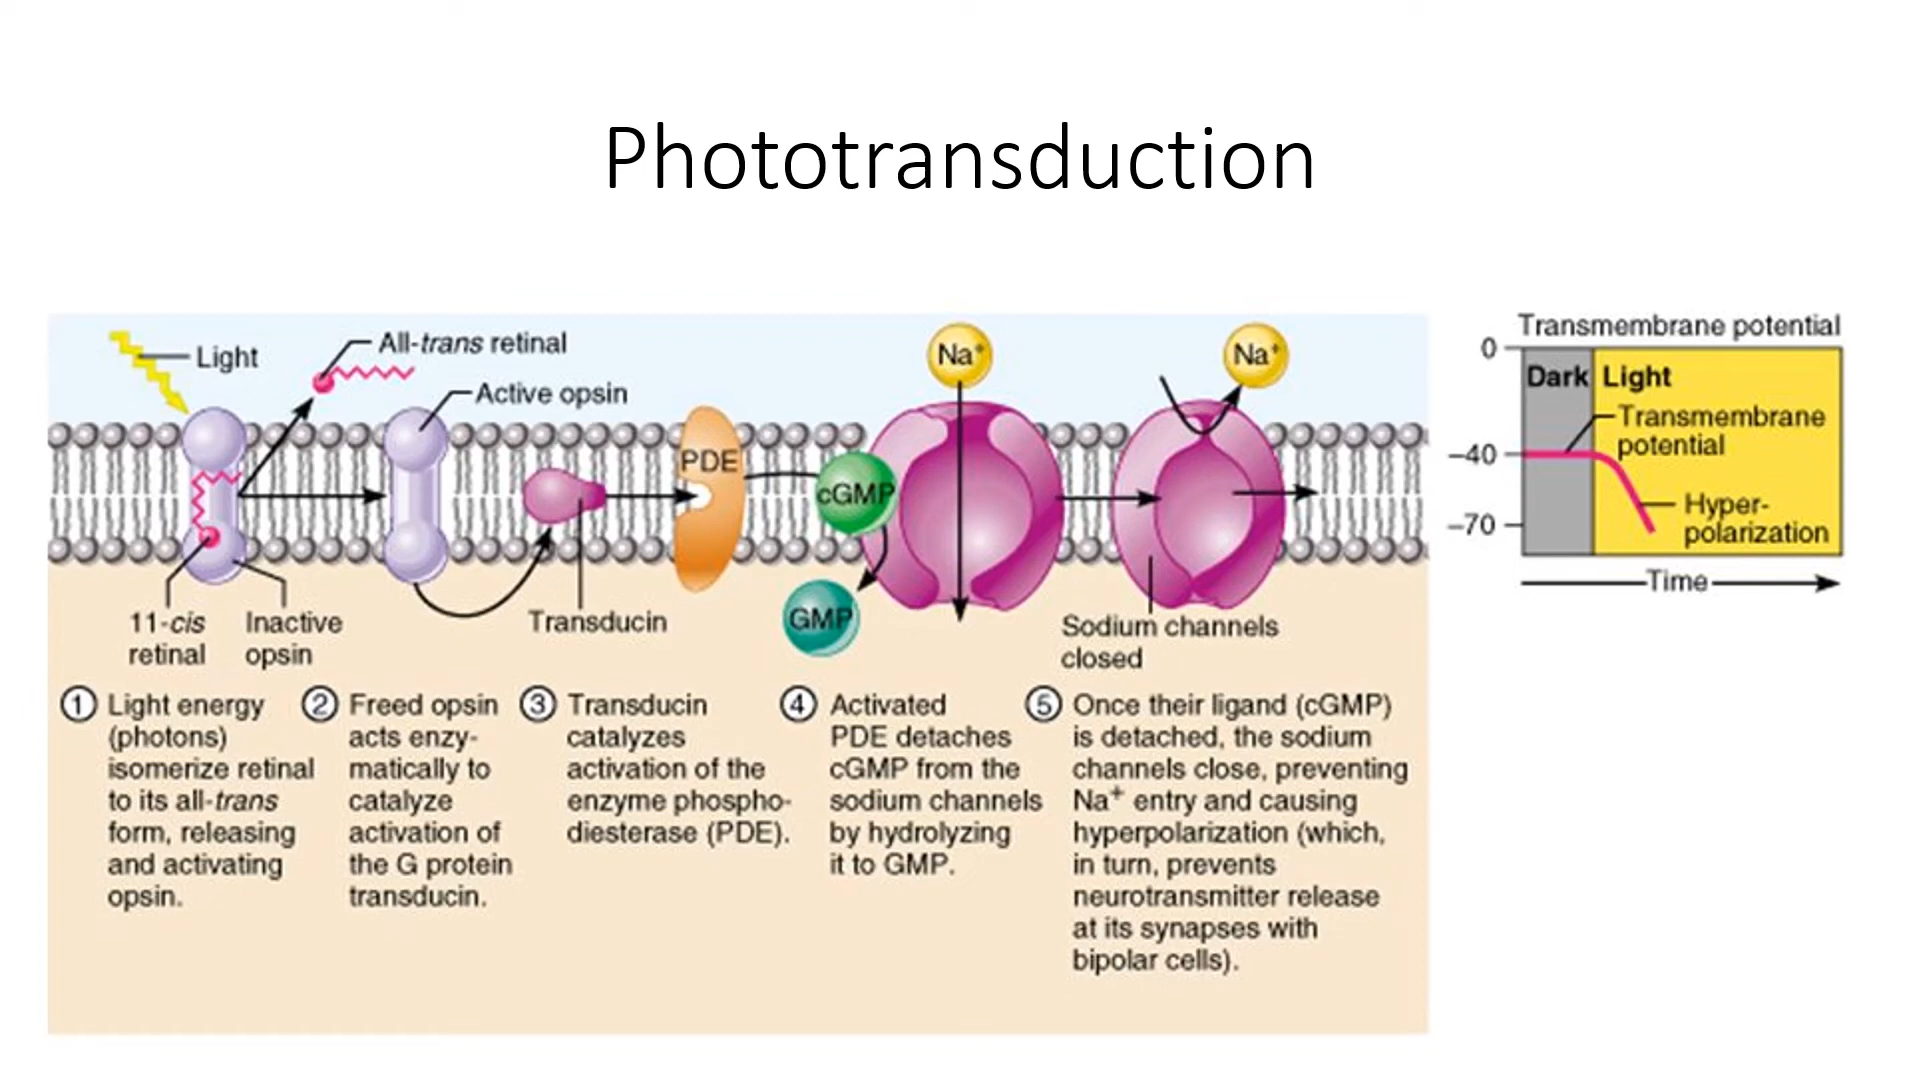 Phototransduction
Light
All-trans retinal
Active opsin
PDE
cGMP
Na+
Na+
GMP
11-cis
retinal
Inactive
opsin
Transducin
Sodium channels
closed
1 Light energy
(photons)
isomerize retinal
to its all-trans
form, releasing
and activating
opsin.
2 Freed opsin
acts enzy-
matically to
catalyze
activation of
the G protein
transducin.
3 Transducin
catalyzes
activation of the
enzyme phospho-
diesterase (PDE).
4 Activated
PDE detaches
cGMP from the
sodium channels
by hydrolyzing
it to GMP.
5 Once their ligand (cGMP)
is detached, the sodium
channels close, preventing
Na+ entry and causing
hyperpolarization (which,
in turn, prevents
neurotransmitter release
at its synapses with
bipolar cells).
Transmembrane potential
0
Dark Light
Transmembrane
potential
–40
Hyper-
polarization
–70
Time